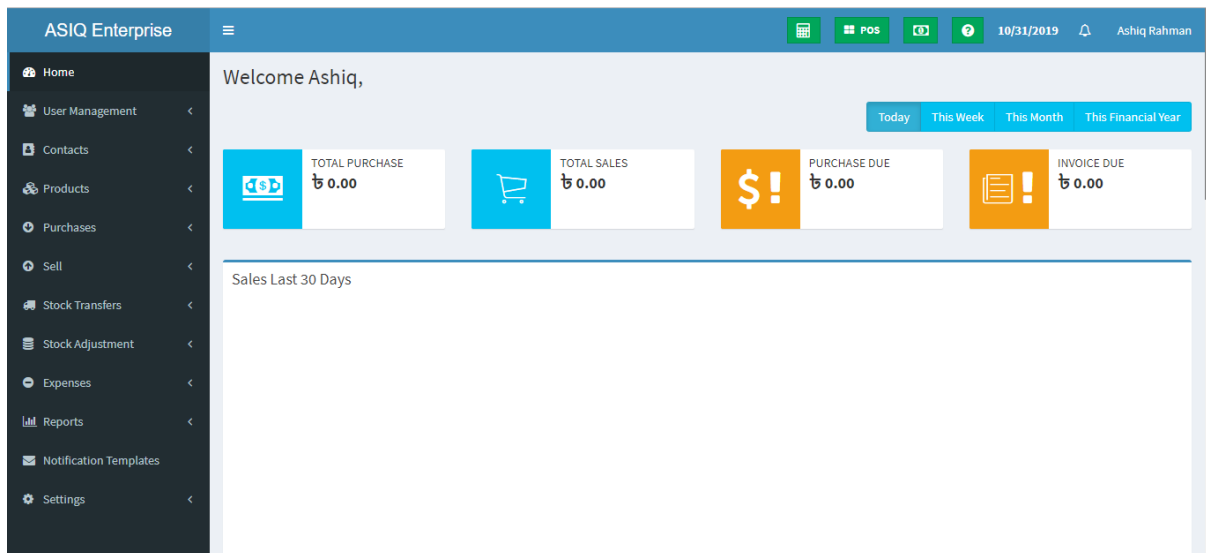 ASIQ Enterprise
POS
10/31/2019
Ashiq Rahman
Home
User Management
Contacts
Products
Purchases
Sell
Stock Transfers
Stock Adjustment
Expenses
Reports
Notification Templates
Settings
Welcome Ashiq,
Today This Week This Month This Financial Year
TOTAL PURCHASE
৳ 0.00
TOTAL SALES
৳ 0.00
PURCHASE DUE
৳ 0.00
INVOICE DUE
৳ 0.00
Sales Last 30 Days